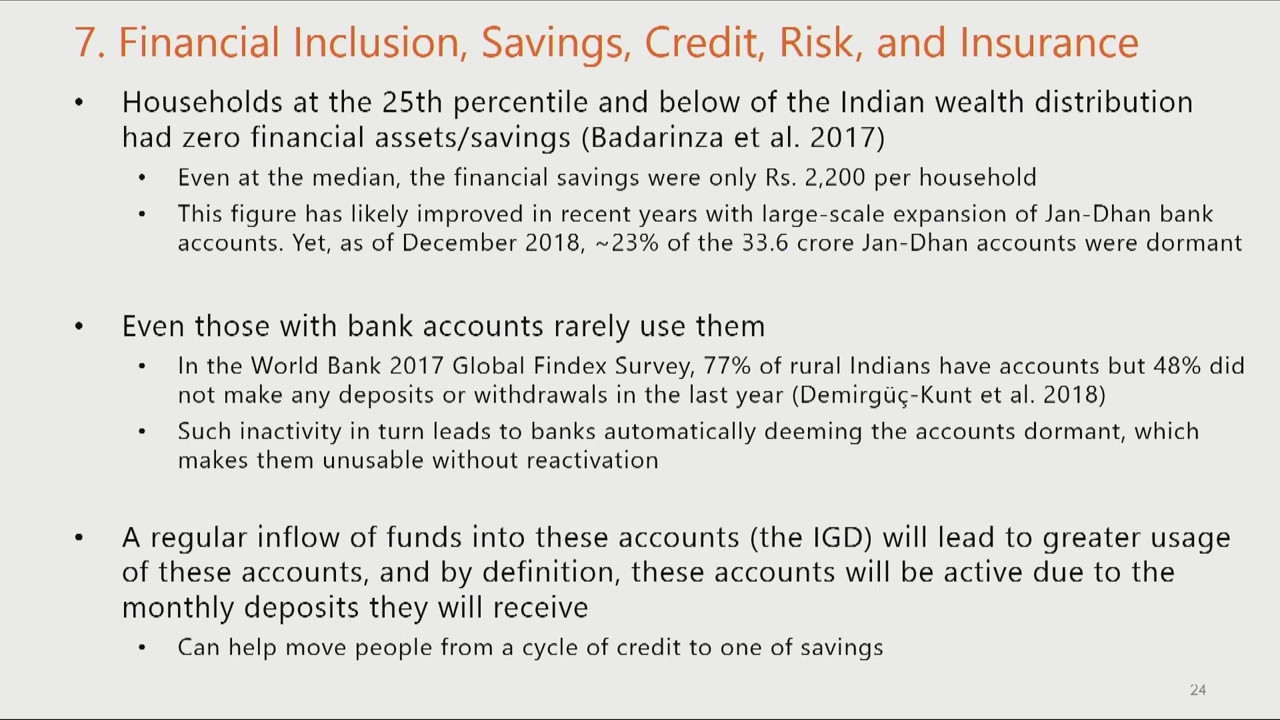 7. Financial Inclusion, Savings, Credit, Risk, and Insurance
• Households at the 25th percentile and below of the Indian wealth distribution
had zero financial assets/savings (Badarinza et al. 2017)
• Even at the median, the financial savings were only Rs. 2,200 per household
• This figure has likely improved in recent years with large-scale expansion of Jan-Dhan bank
accounts. Yet, as of December 2018, ~23% of the 33.6 crore Jan-Dhan accounts were dormant
• Even those with bank accounts rarely use them
• In the World Bank 2017 Global Findex Survey, 77% of rural Indians have accounts but 48% did
not make any deposits or withdrawals in the last year (Demirgüç-Kunt et al. 2018)
• Such inactivity in turn leads to banks automatically deeming the accounts dormant, which
makes them unusable without reactivation
• A regular inflow of funds into these accounts (the IGD) will lead to greater usage
of these accounts, and by definition, these accounts will be active due to the
monthly deposits they will receive
• Can help move people from a cycle of credit to one of savings
24